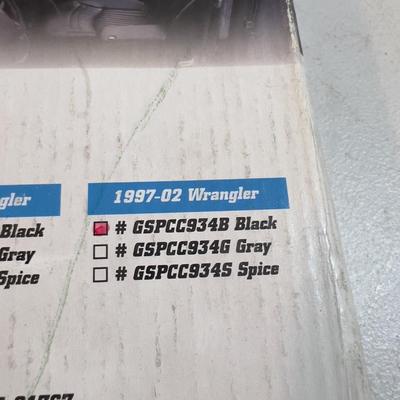 1997-02 Wrangler
Black
# GSPCC934B Black
Gray
# GSPCC934G Gray
Spice
# GSPCC934S Spice